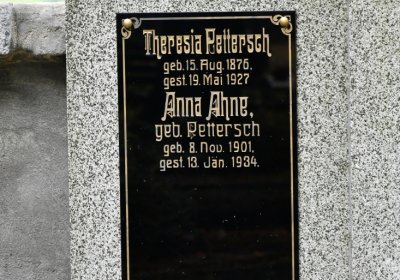 Theresia Pettersch
geb. 15. Aug. 1876.
gest. 19. Mai 1927
Anna Ahne,
geb. Pettersch
geb. 8. Nov. 1901.
gest. 13. Jän. 1934.